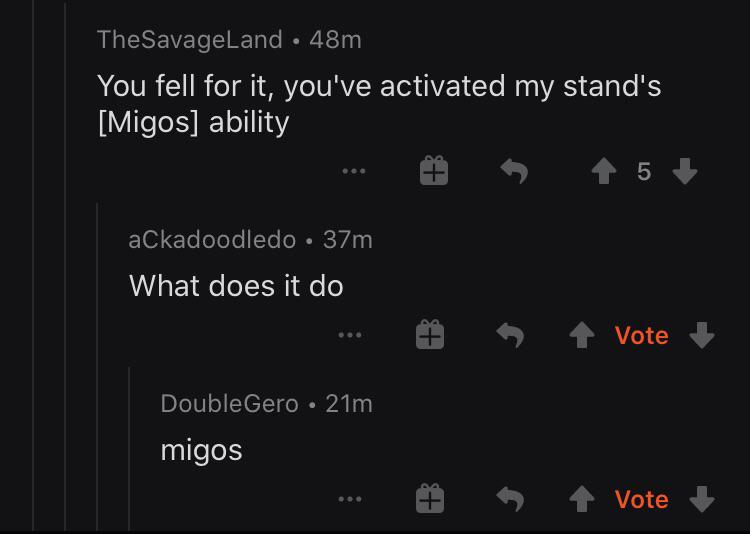 TheSavageLand • 48m
You fell for it, you've activated my stand's
[Migos] ability
5
aCkadoodledo • 37m
What does it do
Vote
DoubleGero • 21m
migos
Vote